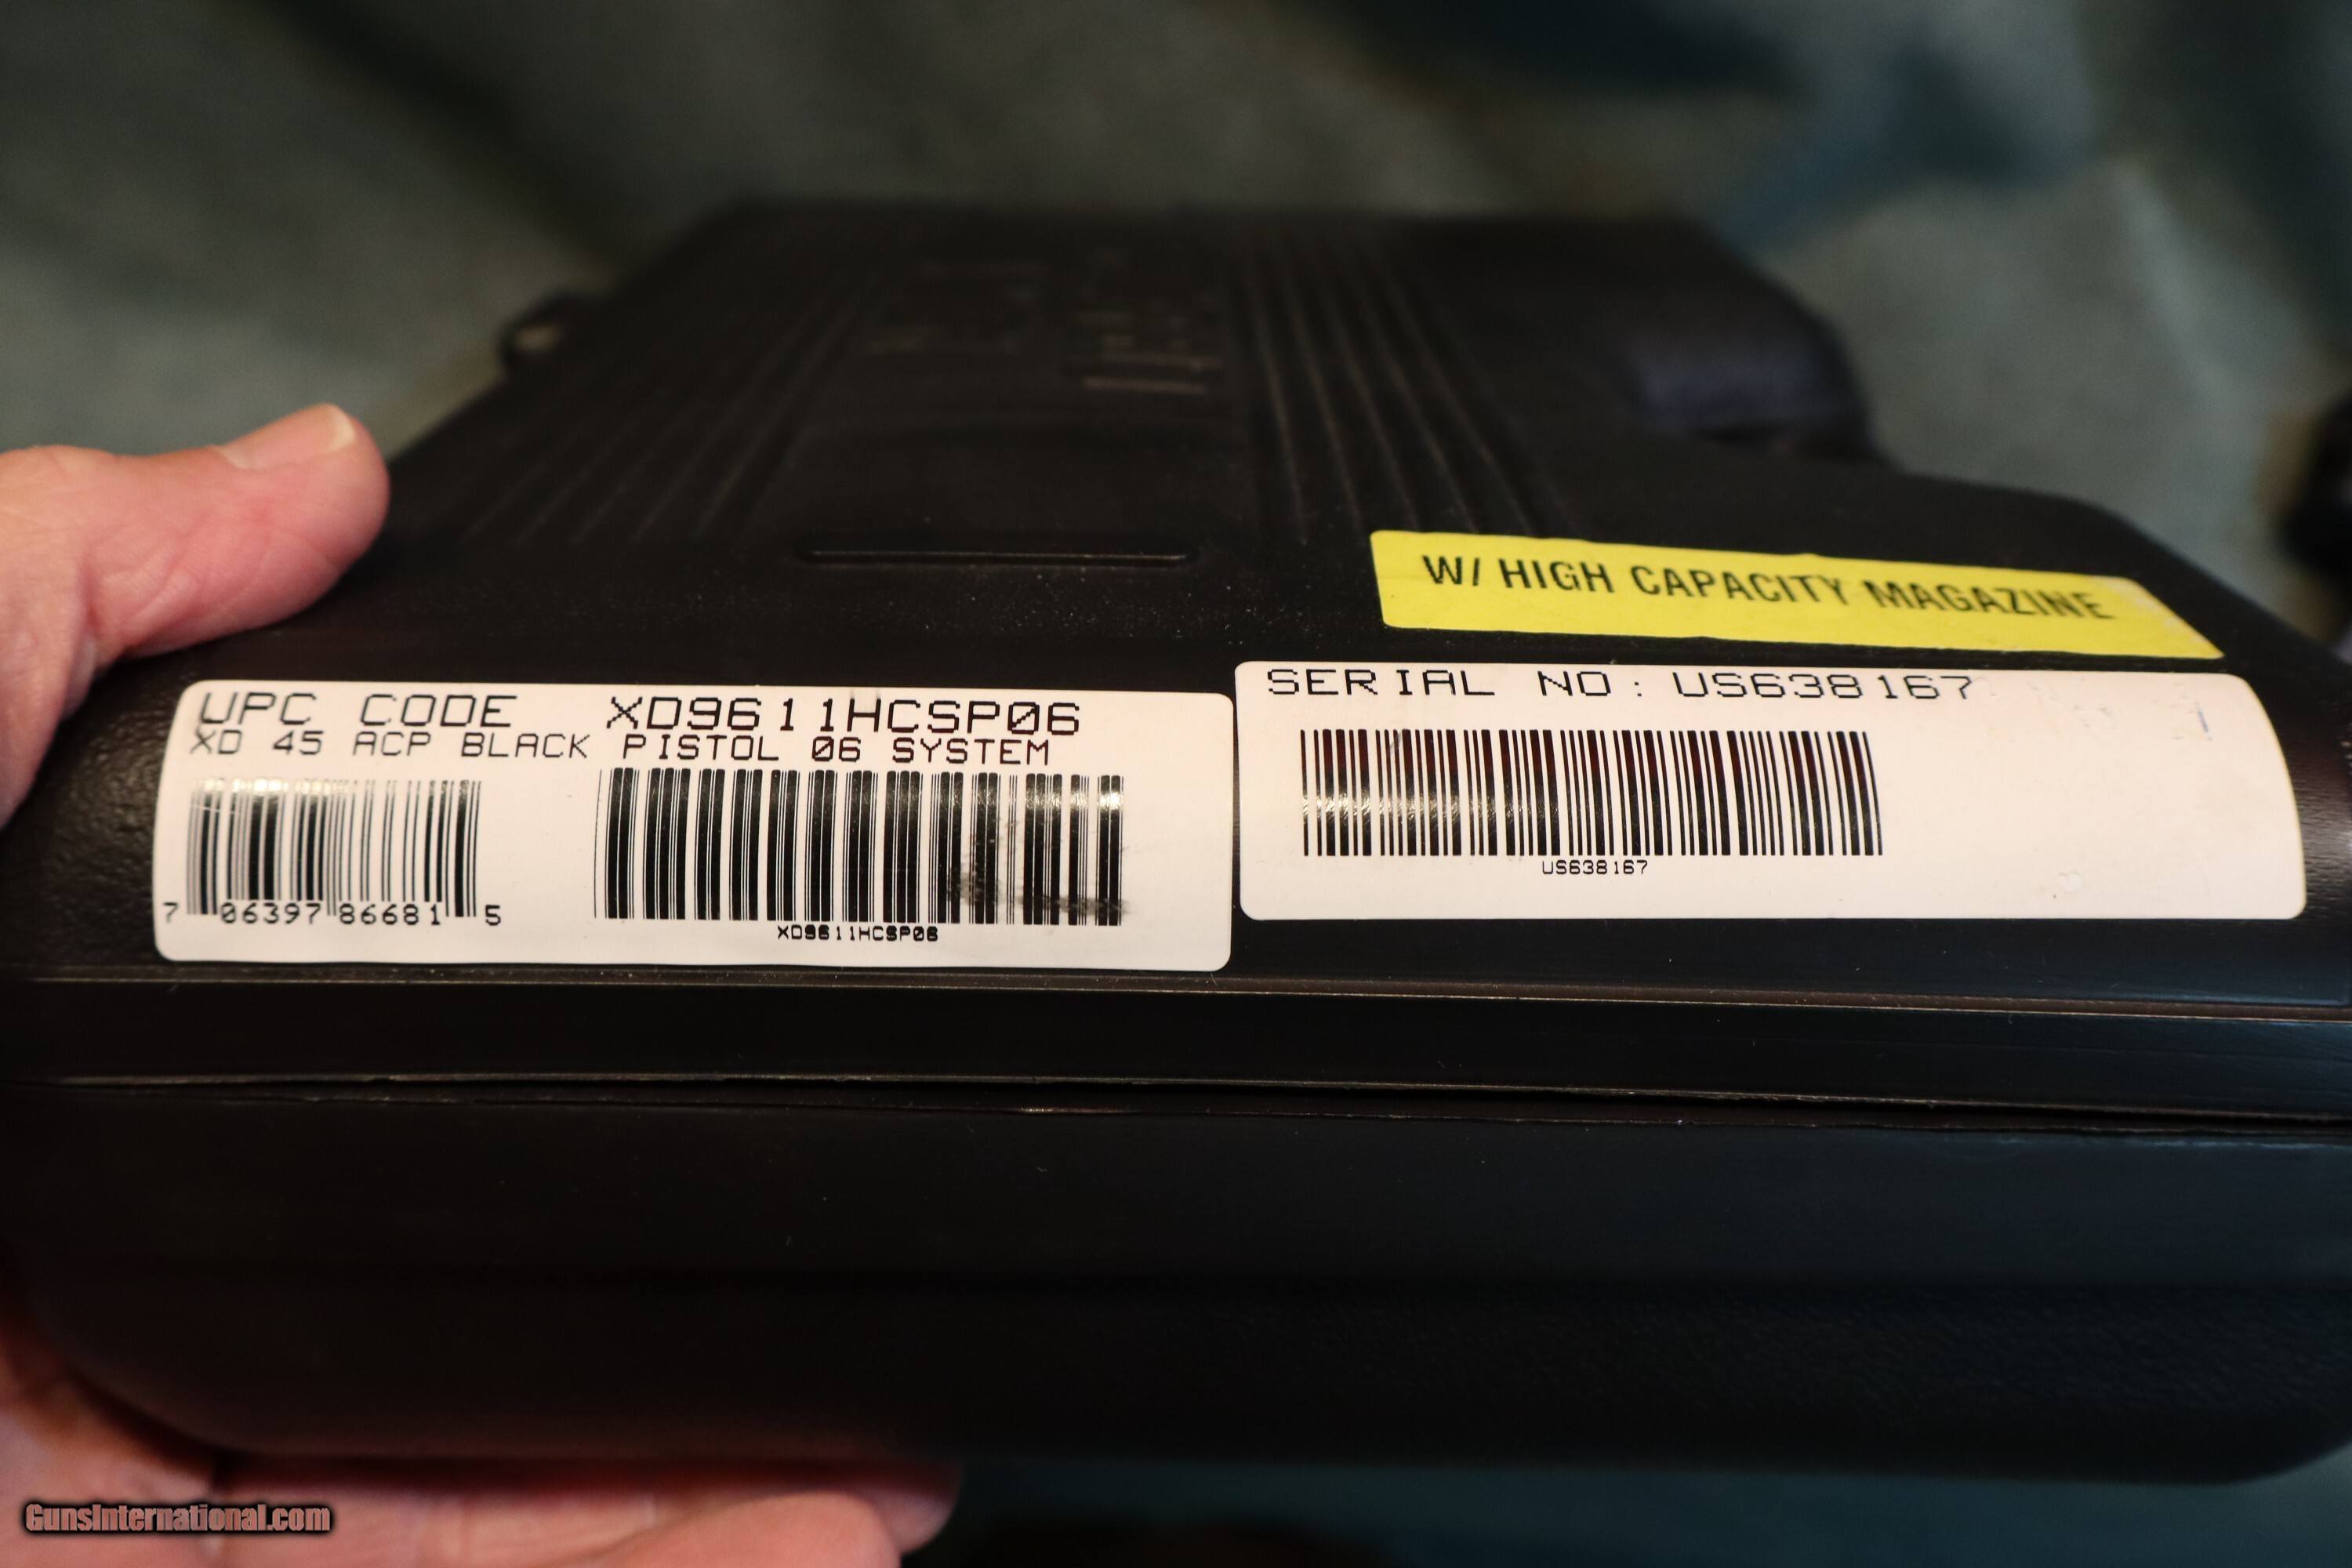 W/ HIGH CAPACITY MAGAZINE
UPC CODE XD9611HCSP06
XD 45 ACP BLACK PISTOL 06 SYSTEM
7 06397 86681 5
XD9611HCSP06
SERIAL NO: US638167
US638167
GunsInternational.com